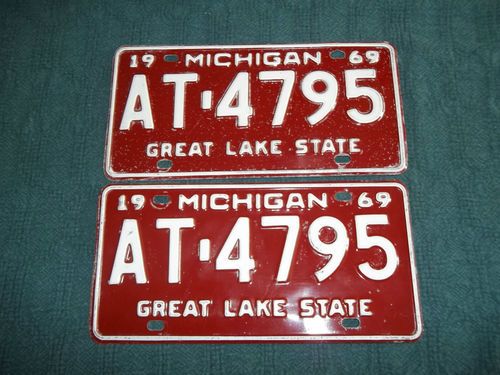 19 MICHIGAN 69
AT-4795
GREAT LAKE STATE
19 MICHIGAN 69
AT-4795
GREAT LAKE STATE